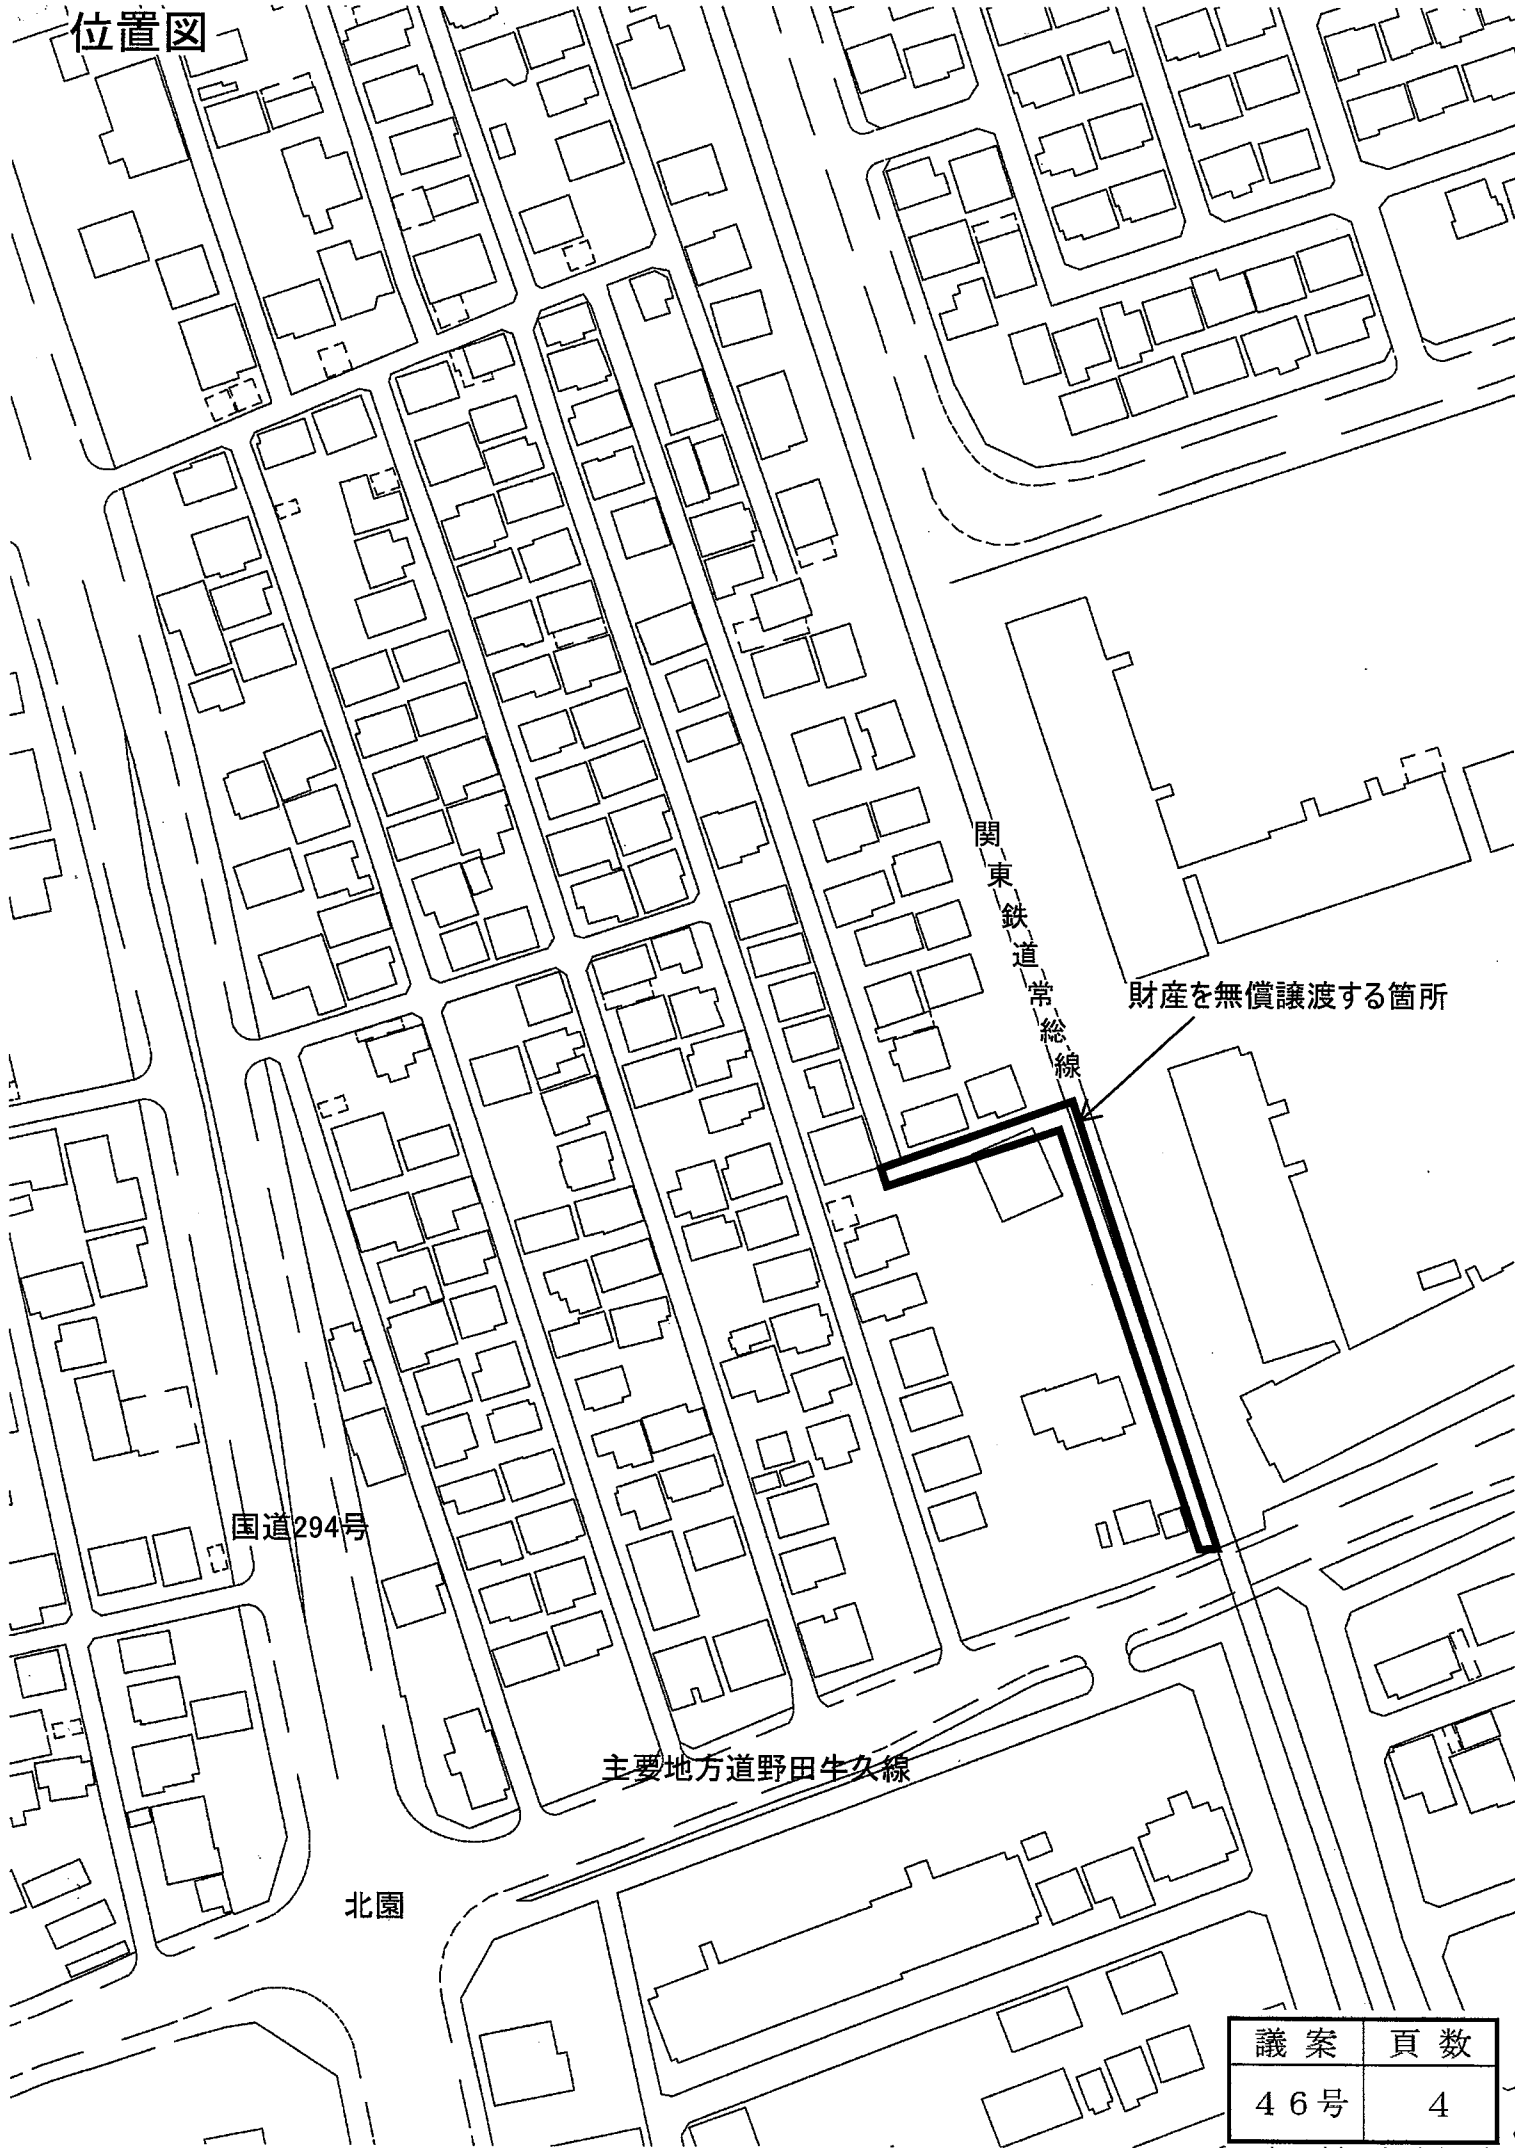 位置図
関東鉄道常総線
財産を無償譲渡する箇所
国道294号
主要地方道野田牛久線
北園
議案 頁数
46号 4